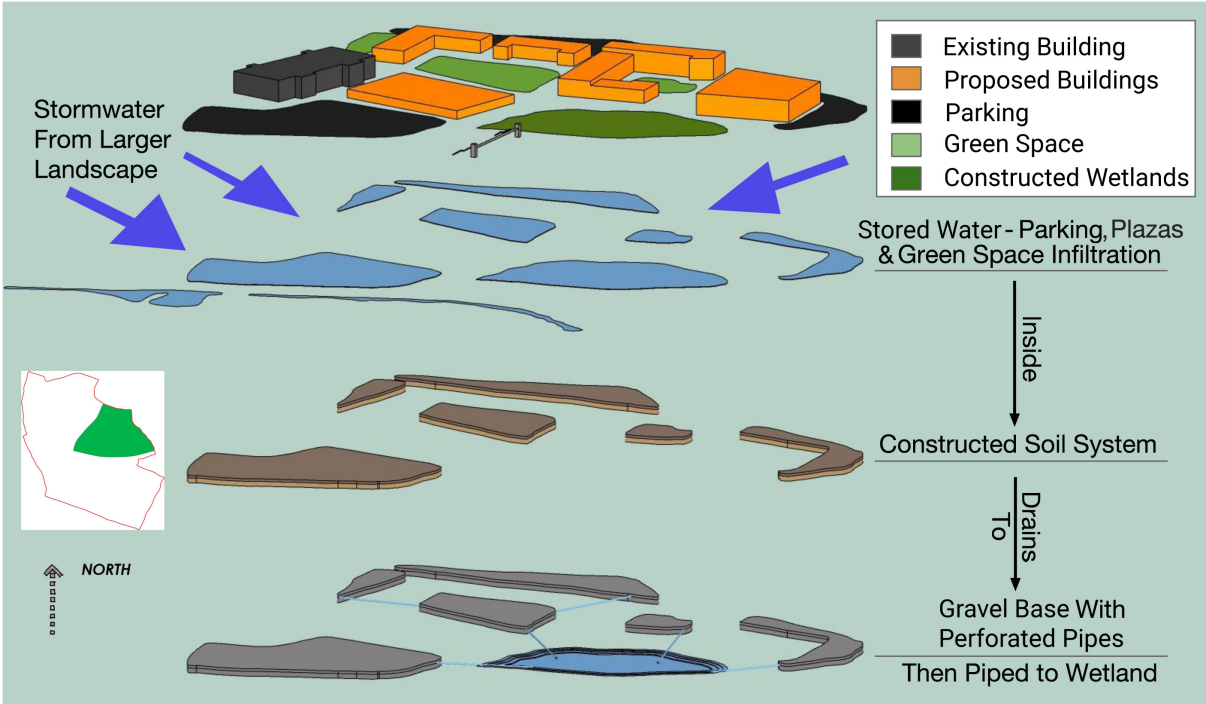 Existing Building
Proposed Buildings
Parking
Green Space
Constructed Wetlands
Stormwater
From Larger
Landscape
Stored Water - Parking, Plazas
& Green Space Infiltration
Inside
Constructed Soil System
Drains
To
NORTH
Gravel Base With
Perforated Pipes
Then Piped to Wetland